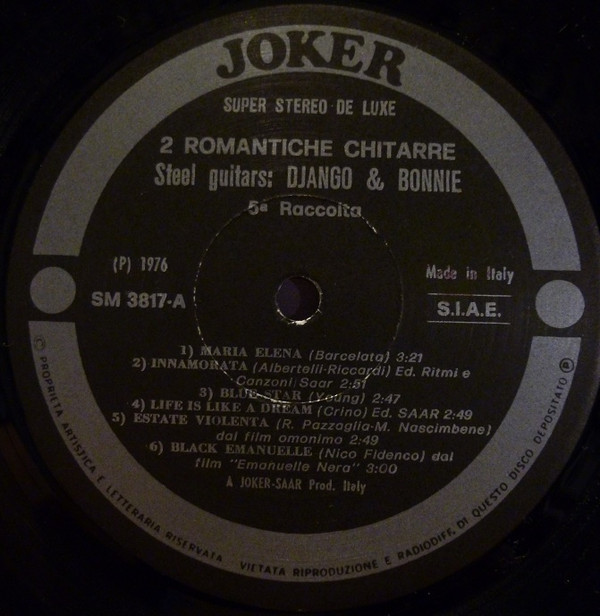 JOKER
SUPER STEREO DE LUXE
2 ROMANTICHE CHITARRE
Steel guitars: DJANGO & BONNIE
5ª Raccolta
(P) 1976
Made in Italy
SM 3817-A
S.I.A.E.
1) MARIA ELENA (Barcelata) 3:21
2) INNAMORATA (Albertelli-Riccardi) Ed. Ritmi e
Canzoni Saar 2:51
3) BLUE STAR (Young) 2:47
4) LIFE IS LIKE A DREAM (Crino) Ed. SAAR 2:49
5) ESTATE VIOLENTA (R. Pazzaglia-M. Nascimbene)
dal film omonimo 2:49
6) BLACK EMANUELLE (Nico Fidenco) dal
film "Emanuelle Nera" 3:00
A JOKER-SAAR Prod. Italy
© PROPRIETA ARTISTICA E LETTERARIA RISERVATA VIETATA RIPRODUZIONE E RADIODIFF. DI QUESTO DISCO DEPOSITATO ℗